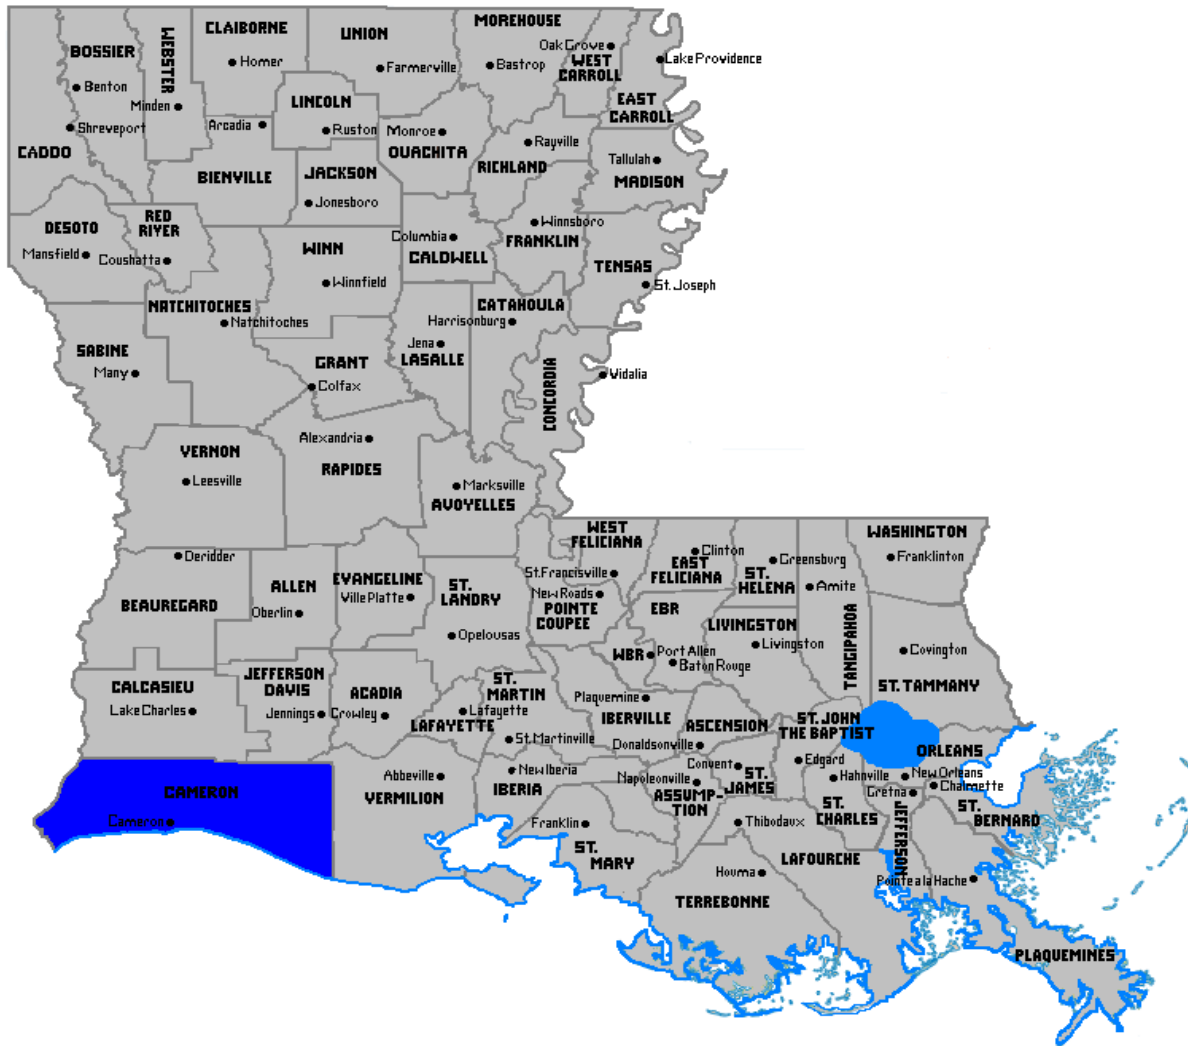 MOREHOUSE
CLAIBORNE
UNION
Oak Grove
BOSSIER
WEBSTER
Homer
Farmerville
Bastrop
WEST
CARROLL
Lake Providence
Benton
Minden
LINCOLN
EAST
CARROLL
Shreveport
Arcadia
Ruston
Monroe
OUACHITA
Rayville
CADDO
RICHLAND
Tallulah
MADISON
BIENVILLE
JACKSON
Jonesboro
DESOTO
RED
RIVER
Winnsboro
FRANKLIN
Mansfield
Coushatta
WINN
Columbia
CALDWELL
TENSAS
Winnfield
St. Joseph
NATCHITOCHES
Natchitoches
CATAHOULA
Harrisonburg
SABINE
Many
GRANT
Jena
LASALLE
Colfax
CONCORDIA
Vidalia
VERNON
Alexandria
RAPIDES
Leesville
Marksville
AVOYELLES
WEST
FELICIANA
WASHINGTON
Deridder
Clinton
EAST
FELICIANA
Greensburg
ST.
HELENA
Franklinton
ALLEN
EVANGELINE
Ville Platte
ST.
LANDRY
St. Francisville
Amite
BEAUREGARD
Oberlin
New Roads
POINTE
COUPEE
EBR
LIVINGSTON
TANGIPAHOA
Opelousas
WBR
Port Allen
Baton Rouge
Livingston
Covington
CALCASIEU
JEFFERSON
DAVIS
ACADIA
ST.
MARTIN
ST. TAMMANY
Lake Charles
Jennings
Crowley
LAFAYETTE
Lafayette
Plaquemine
IBERVILLE
ASCENSION
ST. JOHN
THE BAPTIST
St. Martinville
Donaldsonville
ORLEANS
CAMERON
Cameron
Abbeville
VERMILION
New Iberia
IBERIA
Napoleonville
ASSUMP-
TION
Convent
ST.
JAMES
Edgard
Hahnville
New Orleans
Chalmette
Gretna
JEFFERSON
ST.
BERNARD
Franklin
ST.
MARY
Thibodaux
ST.
CHARLES
LAFOURCHE
Houma
TERREBONNE
Pointe a la Hache
PLAQUEMINES